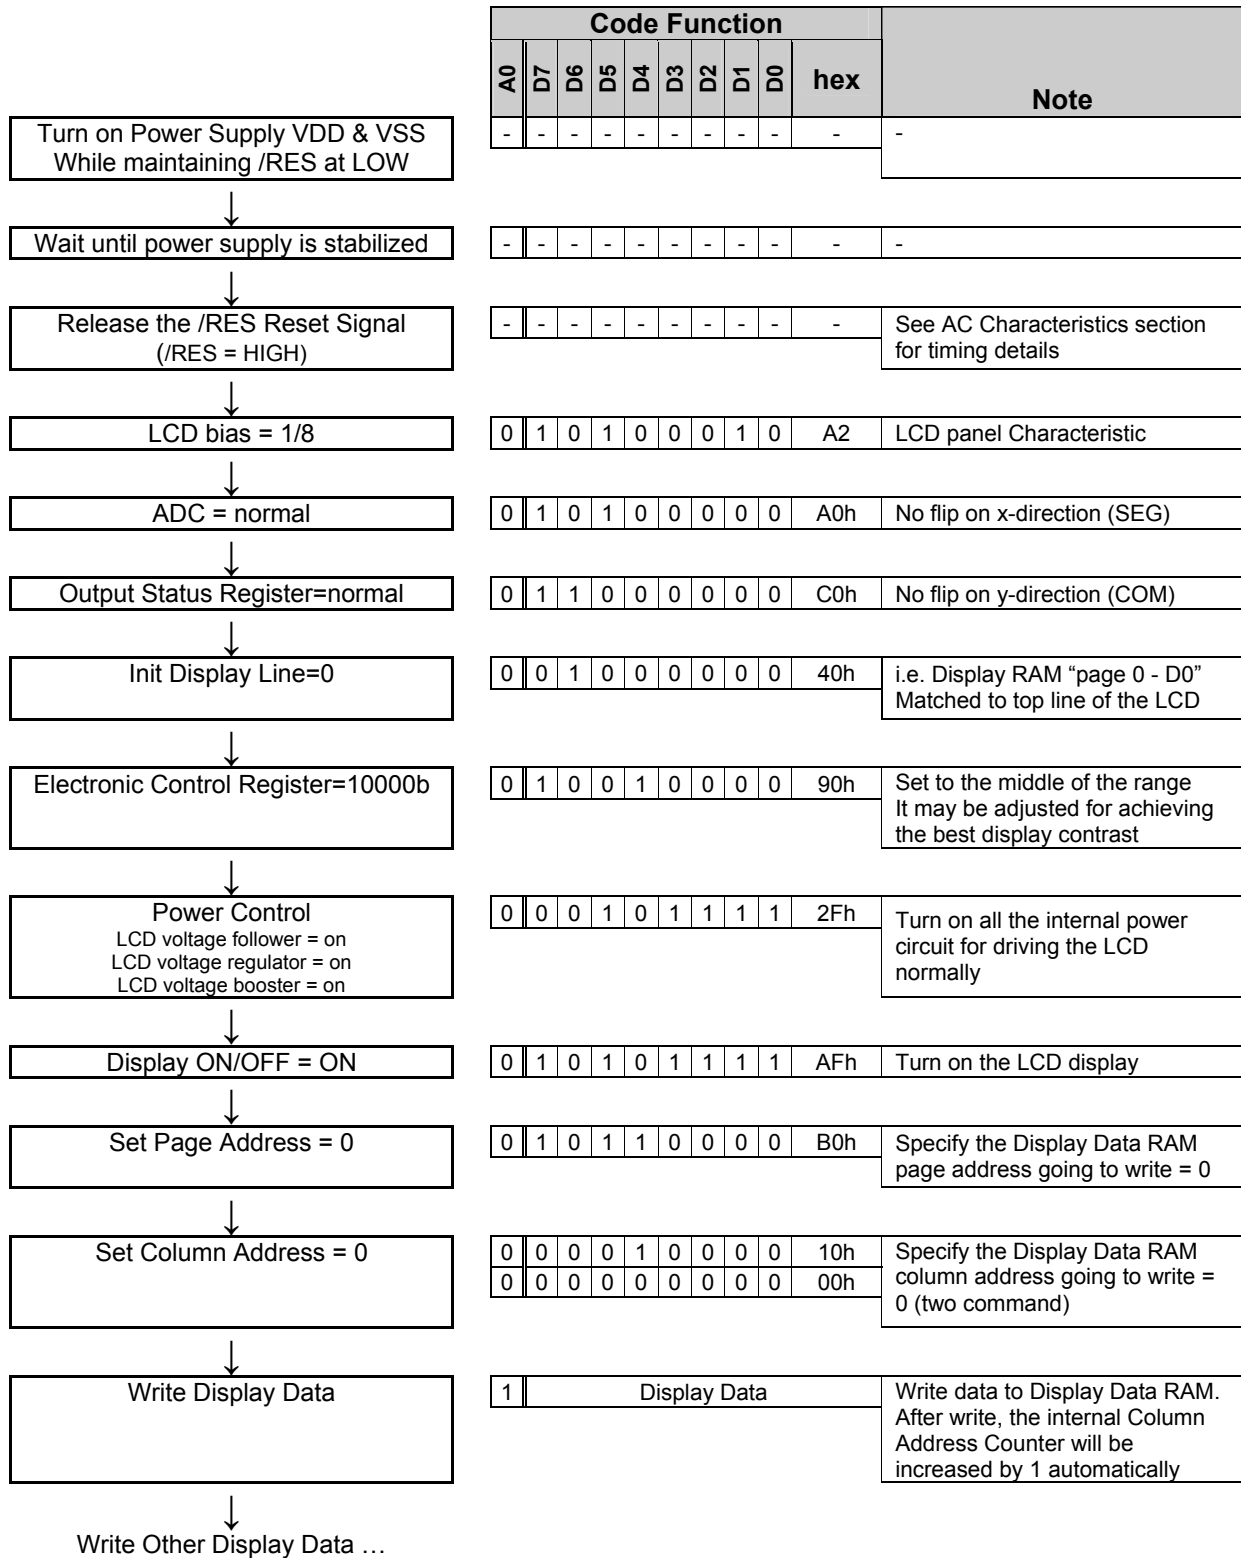 Code Function
A0 D7 D6 D5 D4 D3 D2 D1 D0 hex Note
Turn on Power Supply VDD & VSS
While maintaining /RES at LOW
- - - - - - - - - - -
↓
Wait until power supply is stabilized
- - - - - - - - - - -
↓
Release the /RES Reset Signal
(/RES = HIGH)
- - - - - - - - - -
See AC Characteristics section
for timing details
↓
LCD bias = 1/8
0 1 0 1 0 0 0 1 0 A2 LCD panel Characteristic
↓
ADC = normal
0 1 0 1 0 0 0 0 0 A0h No flip on x-direction (SEG)
↓
Output Status Register=normal
0 1 1 0 0 0 0 0 0 C0h No flip on y-direction (COM)
↓
Init Display Line=0
0 0 1 0 0 0 0 0 0 40h
i.e. Display RAM “page 0 - D0”
Matched to top line of the LCD
↓
Electronic Control Register=10000b
0 1 0 0 1 0 0 0 0 90h
Set to the middle of the range
It may be adjusted for achieving
the best display contrast
↓
Power Control
LCD voltage follower = on
LCD voltage regulator = on
LCD voltage booster = on
0 0 0 1 0 1 1 1 1 2Fh
Turn on all the internal power
circuit for driving the LCD
normally
↓
Display ON/OFF = ON
0 1 0 1 0 1 1 1 1 AFh Turn on the LCD display
↓
Set Page Address = 0
0 1 0 1 1 0 0 0 0 B0h
Specify the Display Data RAM
page address going to write = 0
↓
Set Column Address = 0
0 0 0 0 1 0 0 0 0 10h
0 0 0 0 0 0 0 0 0 00h
Specify the Display Data RAM
column address going to write =
0 (two command)
↓
Write Display Data
1 Display Data
Write data to Display Data RAM.
After write, the internal Column
Address Counter will be
increased by 1 automatically
↓
Write Other Display Data …